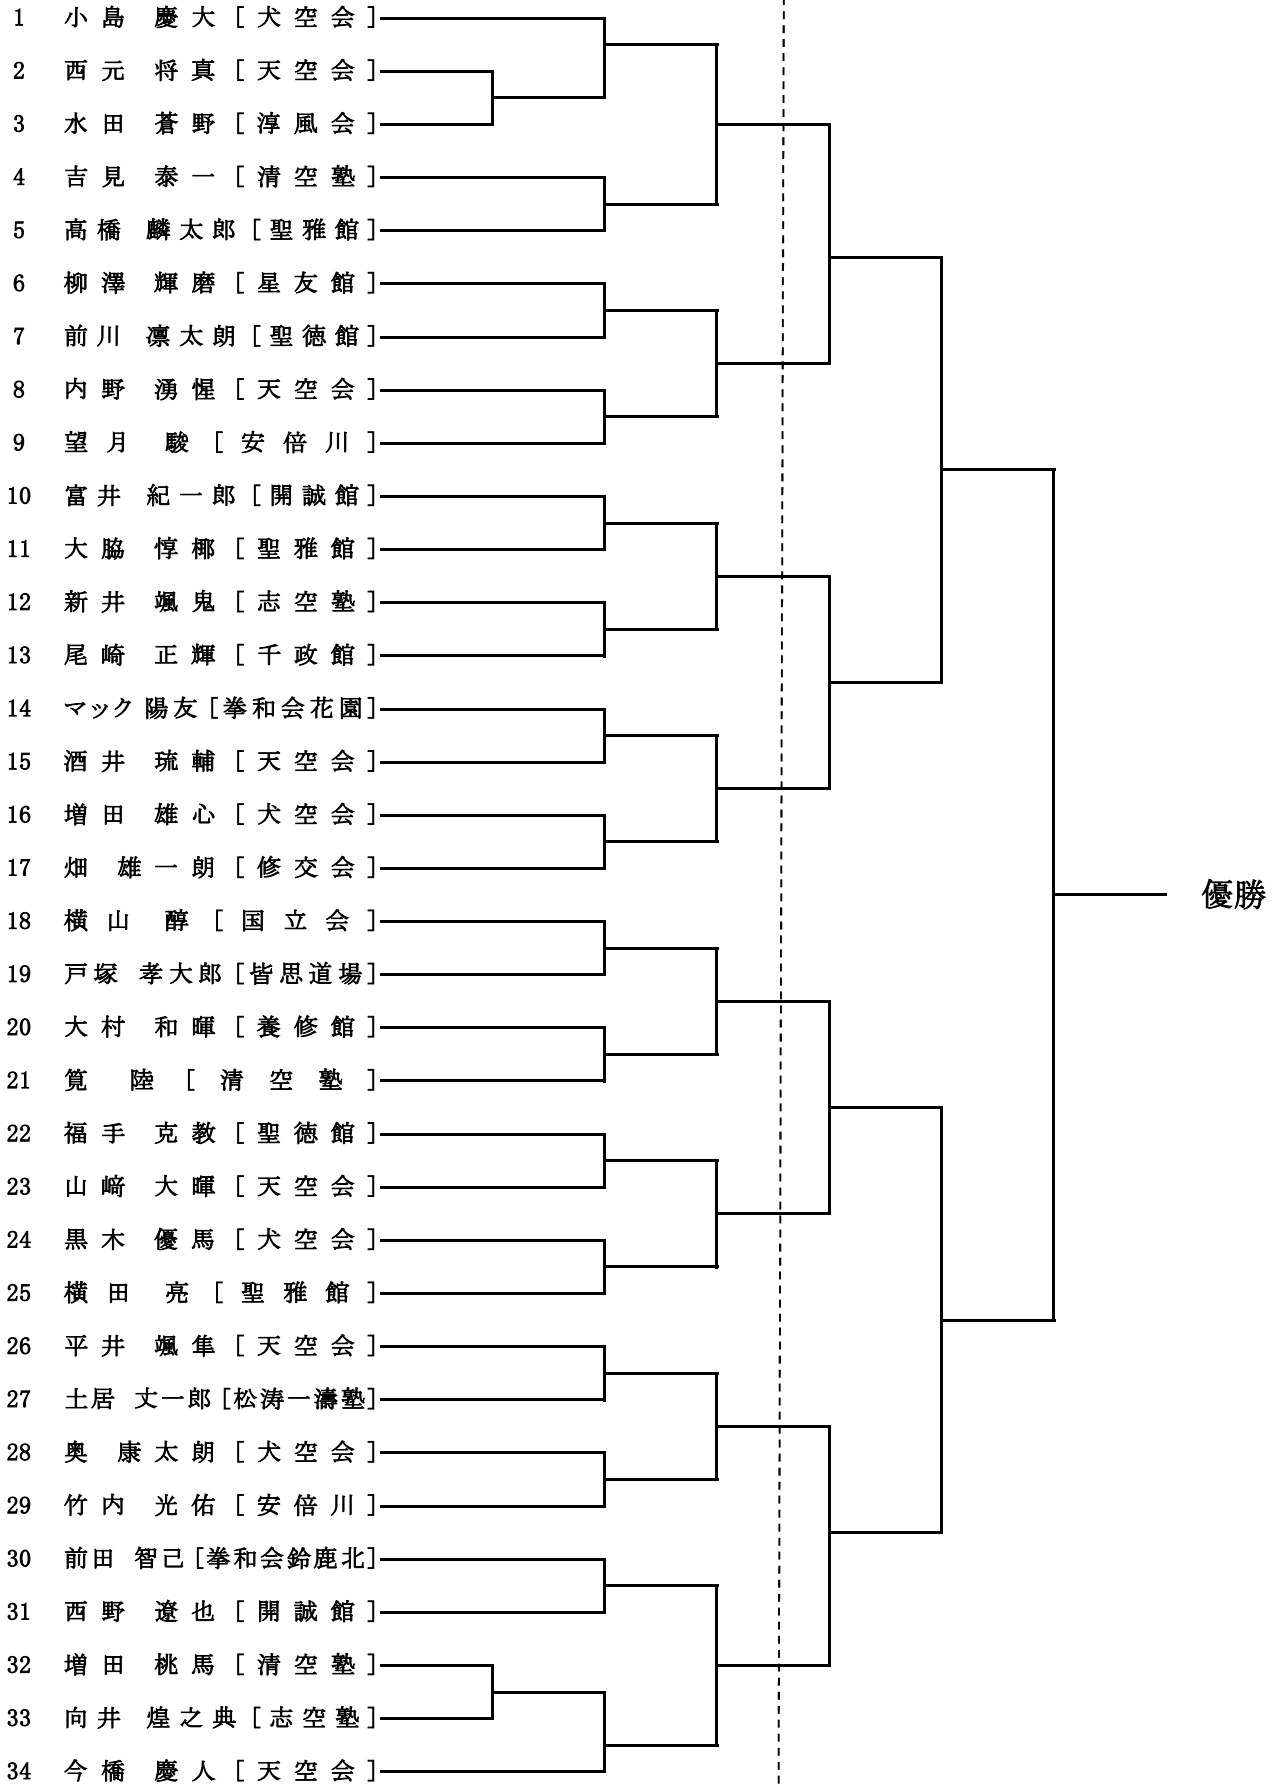 1 小島 慶大 [犬空会]
2 西元 将真 [天空会]
3 水田 蒼野 [淳風会]
4 吉見 泰一 [清空塾]
5 髙橋 麟太郎 [聖雅館]
6 柳澤 輝磨 [星友館]
7 前川 凛太朗 [聖徳館]
8 内野 湧惺 [天空会]
9 望月 駿 [安倍川]
10 富井 紀一郎 [開誠館]
11 大脇 惇椰 [聖雅館]
12 新井 颯鬼 [志空塾]
13 尾崎 正輝 [千政館]
14 マック 陽友 [拳和会花園]
15 酒井 琉輔 [天空会]
16 増田 雄心 [犬空会]
17 畑 雄一朗 [修交会]
18 横山 醇 [国立会]
19 戸塚 孝大郎 [皆思道場]
20 大村 和暉 [養修館]
21 筧 陸 [清空塾]
22 福手 克教 [聖徳館]
23 山﨑 大暉 [天空会]
24 黒木 優馬 [犬空会]
25 横田 亮 [聖雅館]
26 平井 颯隼 [天空会]
27 土居 丈一郎 [松涛一濤塾]
28 奥 康太朗 [犬空会]
29 竹内 光佑 [安倍川]
30 前田 智己 [拳和会鈴鹿北]
31 西野 遼也 [開誠館]
32 増田 桃馬 [清空塾]
33 向井 煌之典 [志空塾]
34 今橋 慶人 [天空会]
優勝